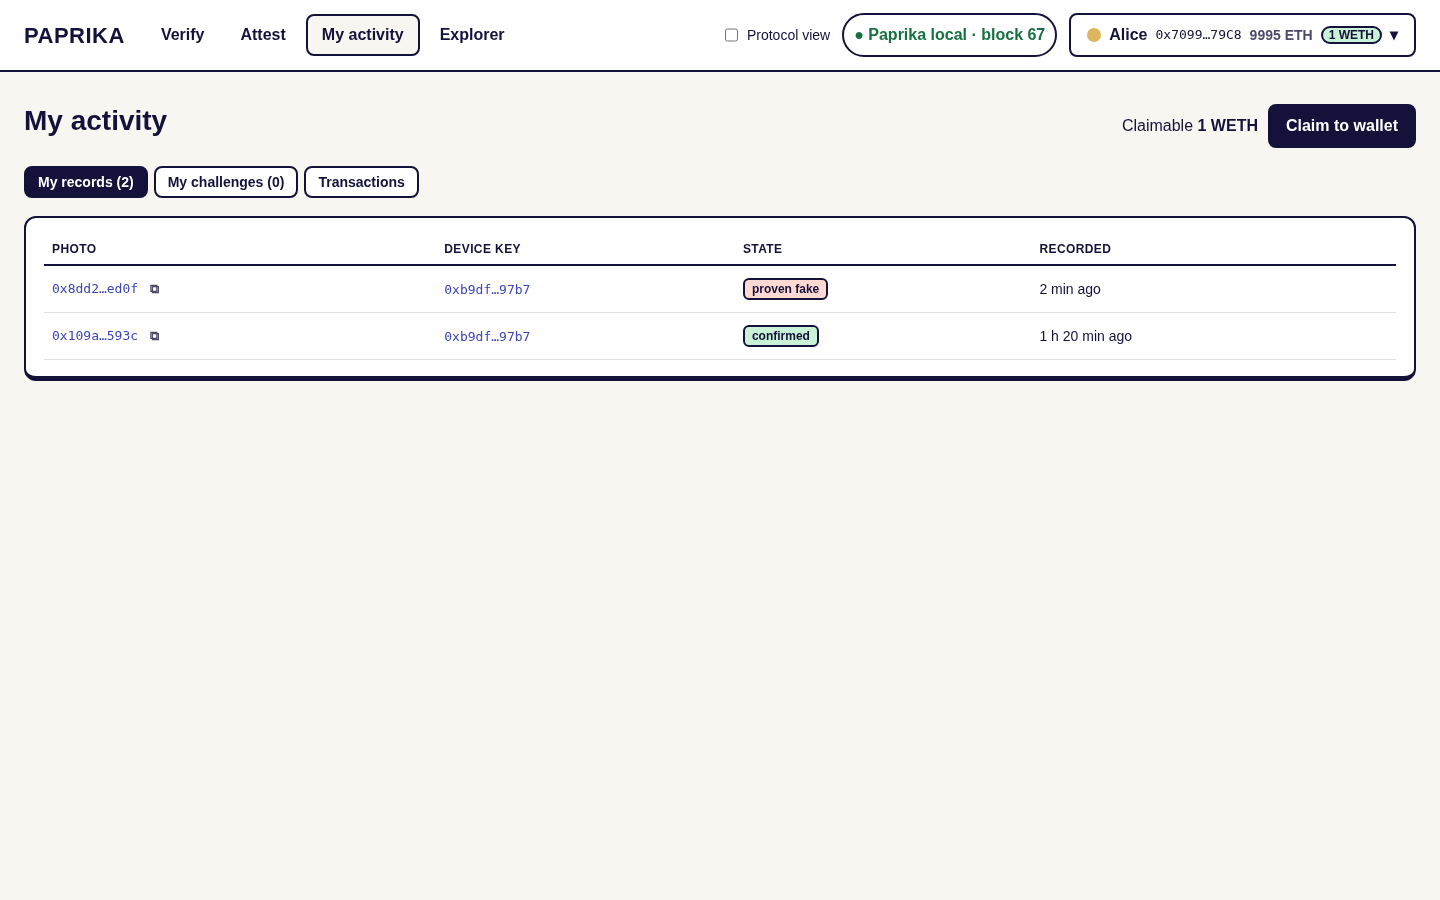 PAPRIKA Verify Attest My activity Explorer Protocol view ● Paprika local · block 67 Alice 0x7099…79C8 9995 ETH 1 WETH ▼
My activity Claimable 1 WETH Claim to wallet
My records (2) My challenges (0) Transactions
PHOTO DEVICE KEY STATE RECORDED
0x8dd2…ed0f ⧉ 0xb9df…97b7 proven fake 2 min ago
0x109a…593c ⧉ 0xb9df…97b7 confirmed 1 h 20 min ago